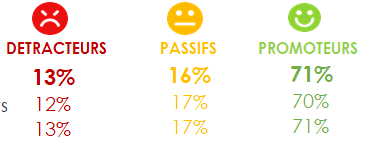 DETRACTEURS PASSIFS PROMOTEURS
13% 16% 71%
12% 17% 70%
13% 17% 71%